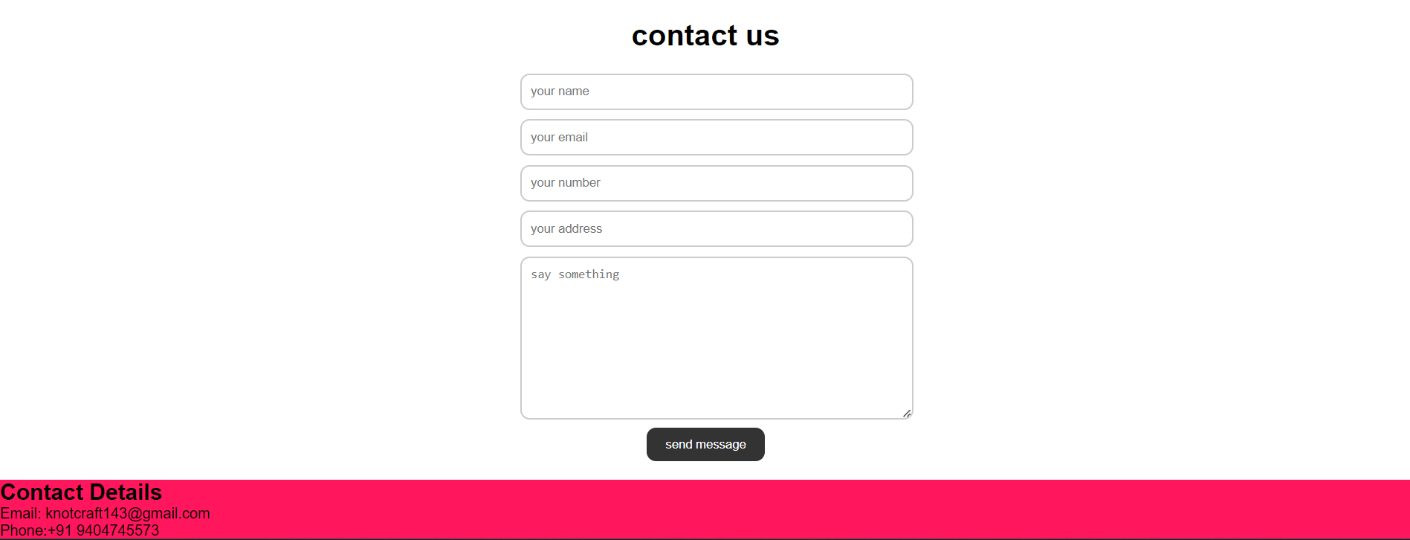 contact us
your name
your email
your number
your address
say something
send message
Contact Details
Email: knotcraft143@gmail.com
Phone:+91 9404745573